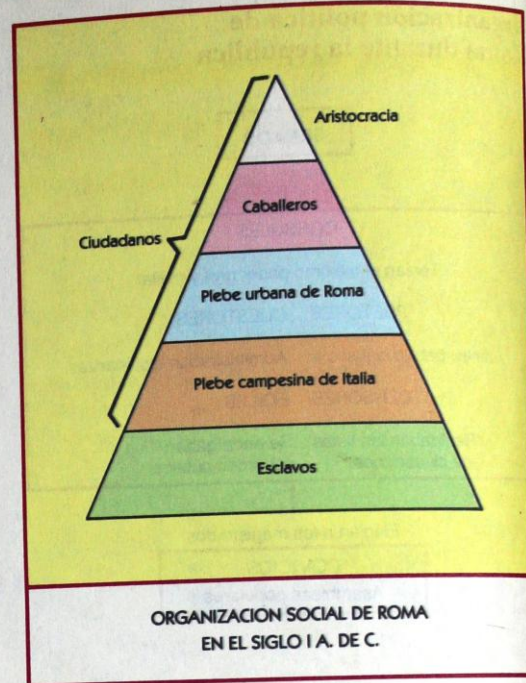 Aristocracia
Caballeros
Ciudadanos
Plebe urbana de Roma
Plebe campesina de Italia
Esclavos
ORGANIZACION SOCIAL DE ROMA
EN EL SIGLO I A. DE C.